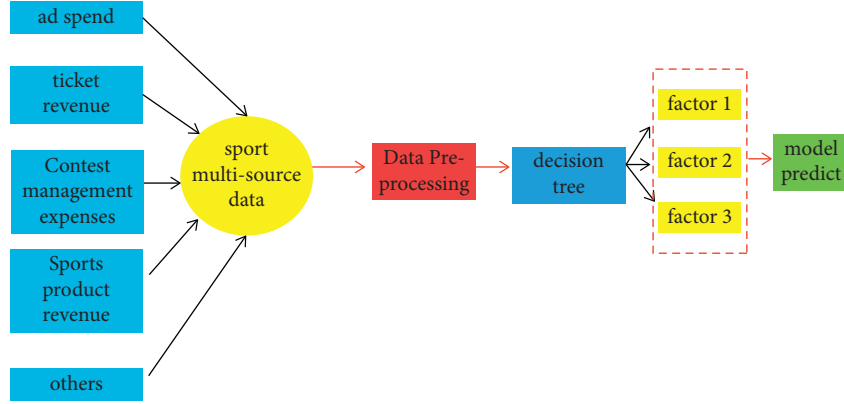 ad spend
ticket
revenue
Contest
management
expenses
Sports
product
revenue
others
sport
multi-source
data
Data Pre-
processing
decision
tree
factor 1
factor 2
factor 3
model
predict